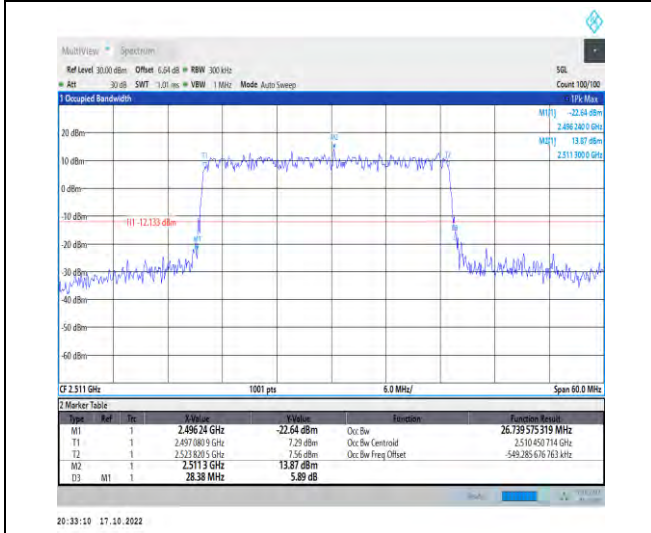 MultiView Spectrum
Ref Level 30.00 dBm Offset 6.64 dB RBW 300 kHz SGL
Att 30 dB SWT 1.01 ms VBW 1 MHz Mode Auto Sweep Count 100/100
1 Occupied Bandwidth 1Pk Max
M1[1] -22.64 dBm
2.496 240 0 GHz
M2[1] 13.87 dBm
2.511 300 0 GHz
20 dBm
M2
T1
T2
10 dBm
0 dBm
-10 dBm
H1 -12.133 dBm
M1
-20 dBm
-30 dBm
-40 dBm
-50 dBm
-60 dBm
CF 2.511 GHz 1001 pts 6.0 MHz/ Span 60.0 MHz
2 Marker Table
Type Ref Trc X-Value Y-Value Function Function Result
M1 1 2.496 24 GHz -22.64 dBm Occ Bw 26.739 575 319 MHz
T1 1 2.497 080 9 GHz 7.29 dBm Occ Bw Centroid 2.510 450 714 GHz
T2 1 2.523 820 5 GHz 7.56 dBm Occ Bw Freq Offset -549.285 676 763 kHz
M2 1 2.511 3 GHz 13.87 dBm
D3 M1 1 28.38 MHz 5.89 dB
20:33:10 17.10.2022